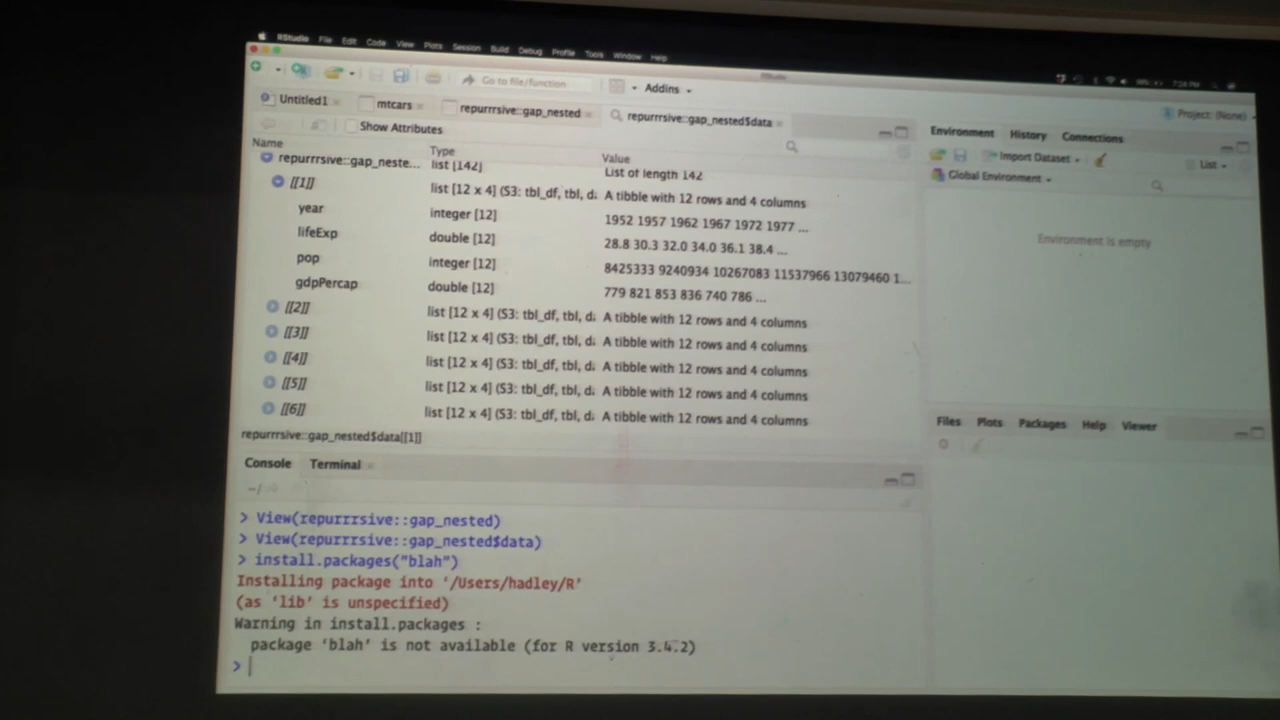 RStudio File Edit Code View Plots Session Build Debug Profile Tools Window Help
RStudio
Go to file/function Addins
Project: (None)
Untitled1 mtcars repurrrsive::gap_nested repurrrsive::gap_nested$data
Show Attributes
Name Type Value
repurrrsive::gap_neste... list [142] List of length 142
[[1]] list [12 x 4] (S3: tbl_df, tbl, da A tibble with 12 rows and 4 columns
year integer [12] 1952 1957 1962 1967 1972 1977 ...
lifeExp double [12] 28.8 30.3 32.0 34.0 36.1 38.4 ...
pop integer [12] 8425333 9240934 10267083 11537966 13079460 1...
gdpPercap double [12] 779 821 853 836 740 786 ...
[[2]] list [12 x 4] (S3: tbl_df, tbl, da A tibble with 12 rows and 4 columns
[[3]] list [12 x 4] (S3: tbl_df, tbl, da A tibble with 12 rows and 4 columns
[[4]] list [12 x 4] (S3: tbl_df, tbl, da A tibble with 12 rows and 4 columns
[[5]] list [12 x 4] (S3: tbl_df, tbl, da A tibble with 12 rows and 4 columns
[[6]] list [12 x 4] (S3: tbl_df, tbl, da A tibble with 12 rows and 4 columns
repurrrsive::gap_nested$data[[1]]
Console Terminal
~/
> View(repurrrsive::gap_nested)
> View(repurrrsive::gap_nested$data)
> install.packages("blah")
Installing package into ‘/Users/hadley/R’
(as ‘lib’ is unspecified)
Warning in install.packages :
package ‘blah’ is not available (for R version 3.4.2)
>
Environment History Connections
Import Dataset List
Global Environment
Environment is empty
Files Plots Packages Help Viewer